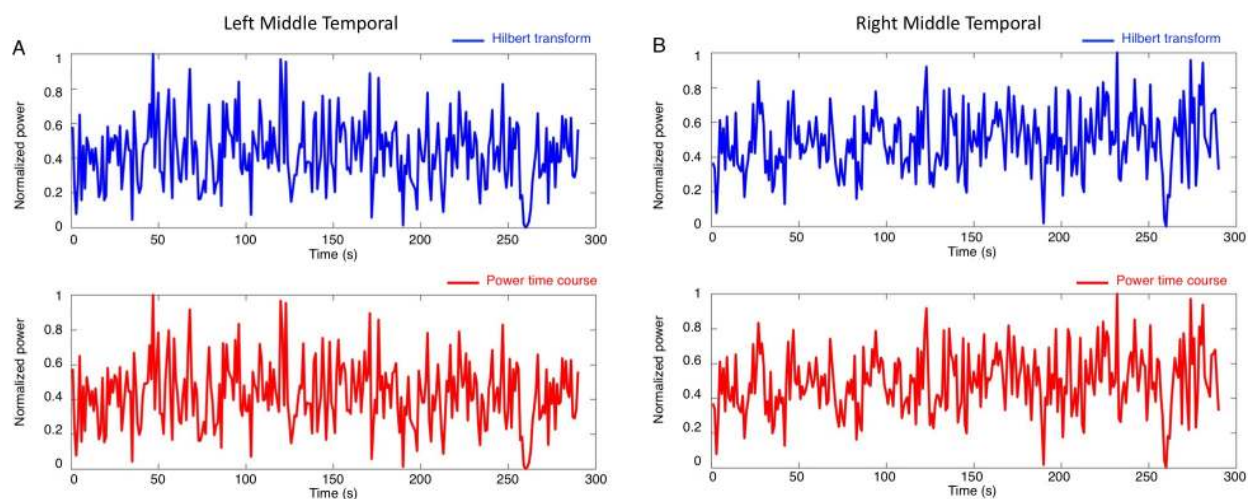 Left Middle Temporal
A
Hilbert transform
Normalized power
1
0.8
0.6
0.4
0.2
0
0 50 100 150 200 250 300
Time (s)
Power time course
Normalized power
1
0.8
0.6
0.4
0.2
0
0 50 100 150 200 250 300
Time (s)
Right Middle Temporal
B
Hilbert transform
Normalized power
1
0.8
0.6
0.4
0.2
0
0 50 100 150 200 250 300
Time (s)
Power time course
Normalized power
1
0.8
0.6
0.4
0.2
0
0 50 100 150 200 250 300
Time (s)